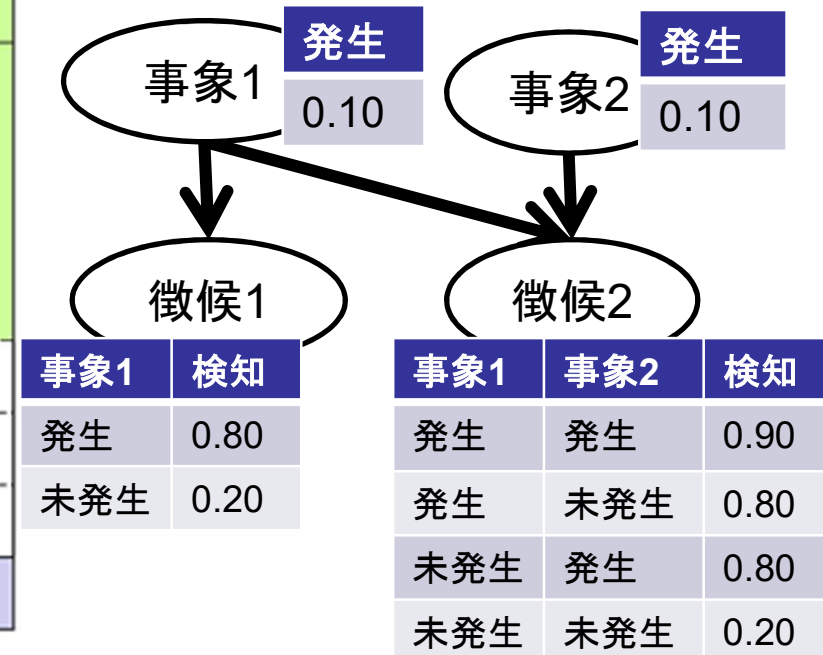 事象1
発生
0.10
事象2
発生
0.10
徴候1
徴候2
事象1 検知
発生 0.80
未発生 0.20
事象1 事象2 検知
発生 発生 0.90
発生 未発生 0.80
未発生 発生 0.80
未発生 未発生 0.20